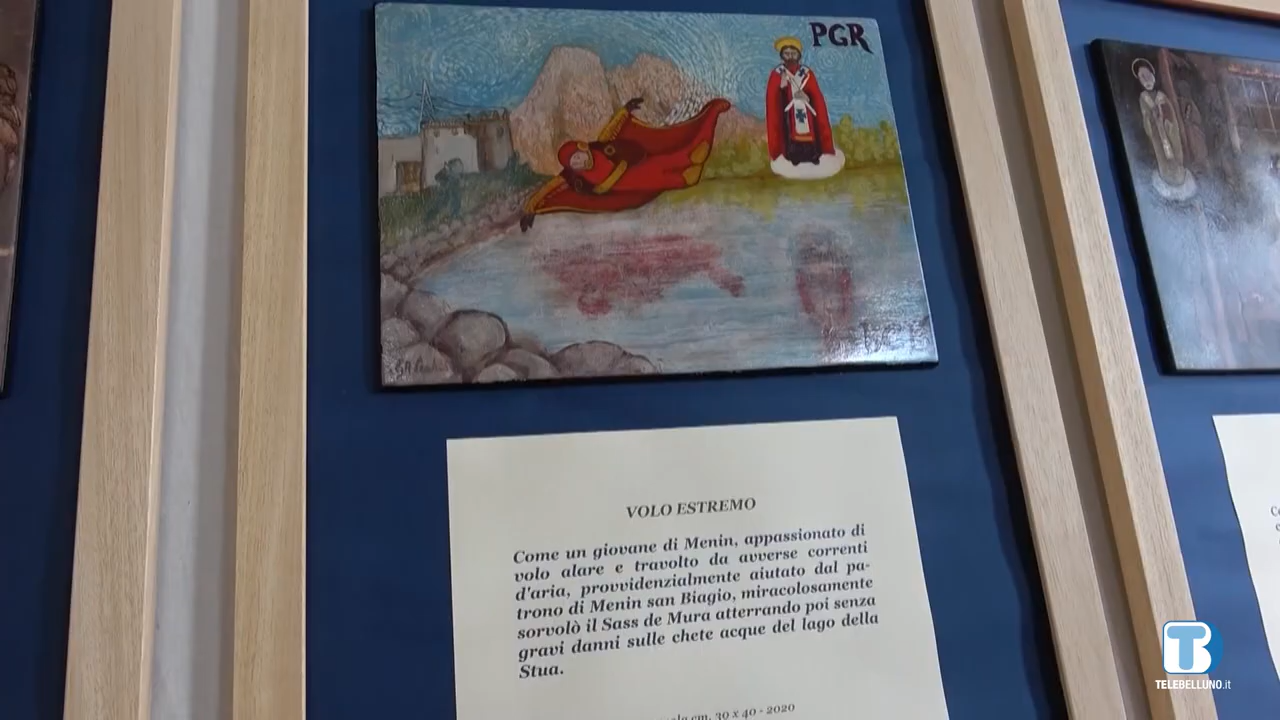 PGR
VOLO ESTREMO
Come un giovane di Menin, appassionato di
volo alare e travolto da avverse correnti
d'aria, provvidenzialmente aiutato dal pa-
trono di Menin san Biagio, miracolosamente
sorvolò il Sass de Mura atterrando poi senza
gravi danni sulle chete acque del lago della
Stua.
cm. 30 x 40 - 2020
TB
TELEBELLUNO.it